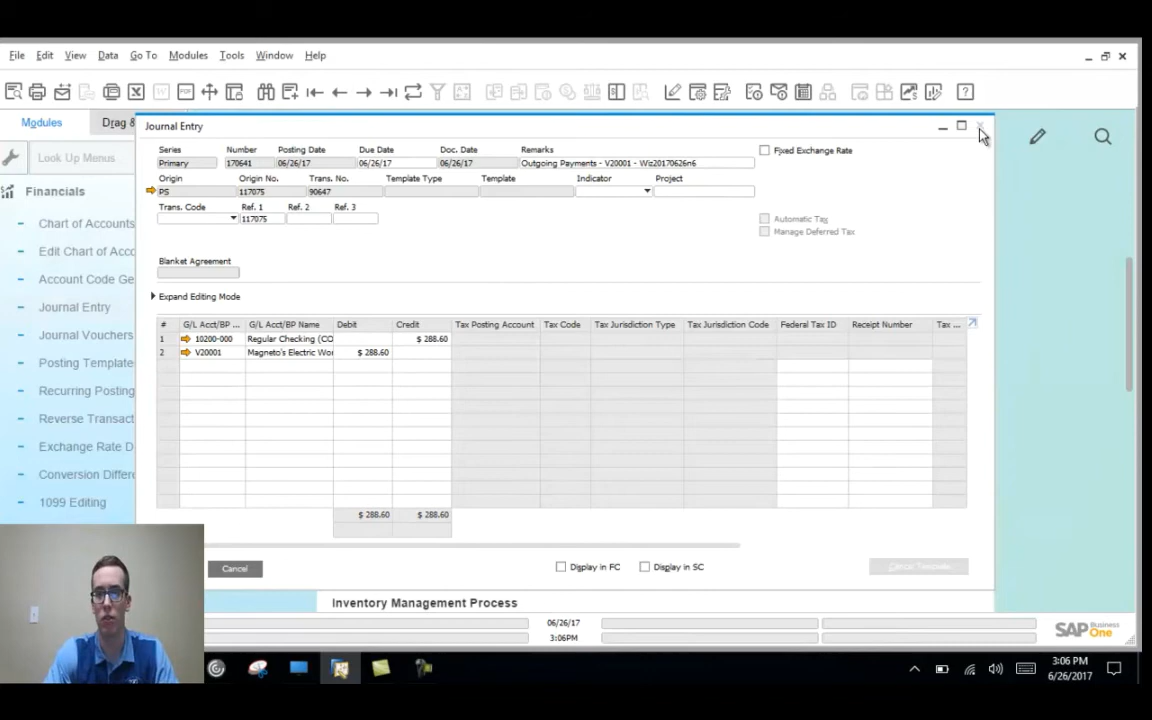 File Edit View Data Go To Modules Tools Window Help
Modules Drag &
Look Up Menus
Financials
Chart of Accounts
Edit Chart of Acco
Account Code Ge
Journal Entry
Journal Vouchers
Posting Template
Recurring Posting
Reverse Transact
Exchange Rate D
Conversion Differe
1099 Editing
Journal Entry
Series Number Posting Date Due Date Doc. Date Remarks
Primary 170641 06/26/17 06/26/17 06/26/17 Outgoing Payments - V20001 - Wiz20170626n6
Fixed Exchange Rate
Origin Origin No. Trans. No. Template Type Template Indicator Project
PS 117075 90647
Trans. Code Ref. 1 Ref. 2 Ref. 3
117075
Automatic Tax
Manage Deferred Tax
Blanket Agreement
Expand Editing Mode
# G/L Acct/BP ... G/L Acct/BP Name Debit Credit Tax Posting Account Tax Code Tax Jurisdiction Type Tax Jurisdiction Code Federal Tax ID Receipt Number Tax ...
1 10200-000 Regular Checking (CO $ 288.60
2 V20001 Magneto's Electric Wor $ 288.60
$ 288.60 $ 288.60
Cancel Display in FC Display in SC
Inventory Management Process
06/26/17
3:06PM
SAP Business One
3:06 PM
6/26/2017